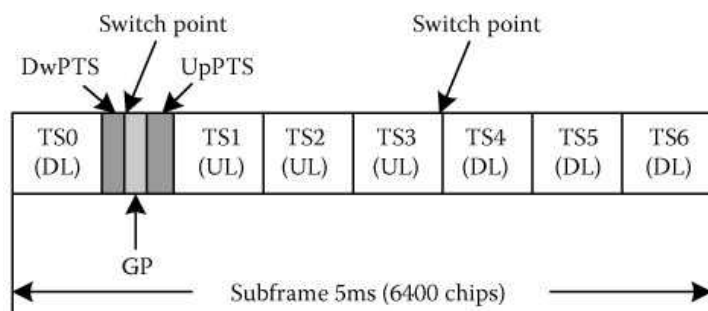 Switch point
Switch point
DwPTS
UpPTS
TS0
(DL)
TS1
(UL)
TS2
(UL)
TS3
(UL)
TS4
(DL)
TS5
(DL)
TS6
(DL)
GP
Subframe 5ms (6400 chips)